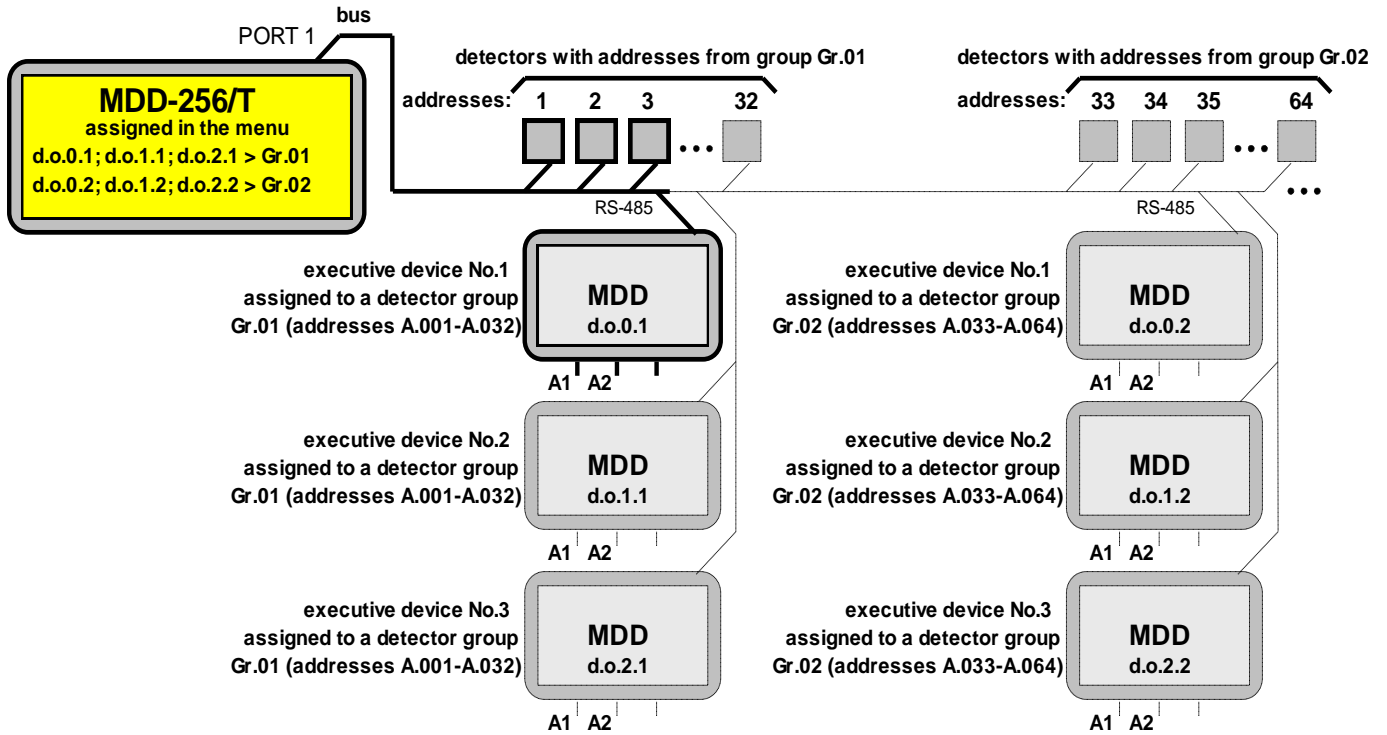 bus
PORT 1
MDD-256/T
assigned in the menu
d.o.0.1; d.o.1.1; d.o.2.1 > Gr.01
d.o.0.2; d.o.1.2; d.o.2.2 > Gr.02
detectors with addresses from group Gr.01
addresses: 1 2 3 ••• 32
detectors with addresses from group Gr.02
addresses: 33 34 35 ••• 64
•••
RS-485
executive device No.1
assigned to a detector group
Gr.01 (addresses A.001-A.032)
MDD
d.o.0.1
A1 A2
executive device No.2
assigned to a detector group
Gr.01 (addresses A.001-A.032)
MDD
d.o.1.1
A1 A2
executive device No.3
assigned to a detector group
Gr.01 (addresses A.001-A.032)
MDD
d.o.2.1
A1 A2
RS-485
executive device No.1
assigned to a detector group
Gr.02 (addresses A.033-A.064)
MDD
d.o.0.2
A1 A2
executive device No.2
assigned to a detector group
Gr.02 (addresses A.033-A.064)
MDD
d.o.1.2
A1 A2
executive device No.3
assigned to a detector group
Gr.02 (addresses A.033-A.064)
MDD
d.o.2.2
A1 A2